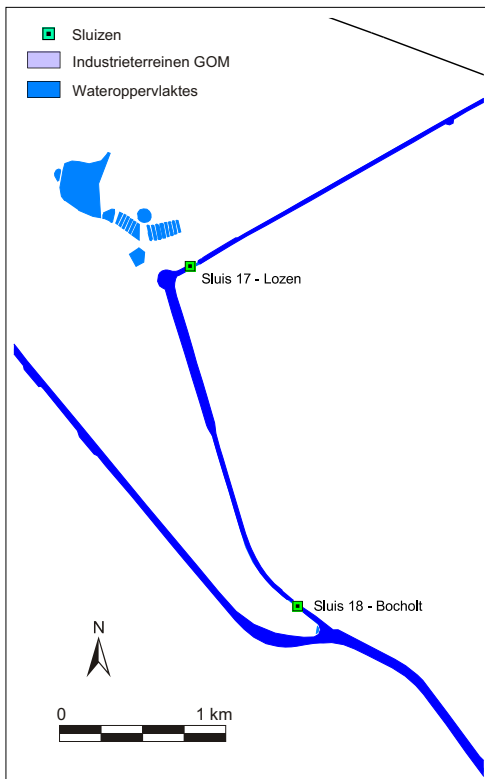 Sluizen
Industrieterreinen GOM
Wateroppervlaktes
Sluis 17 - Lozen
Sluis 18 - Bocholt
N
0 1 km